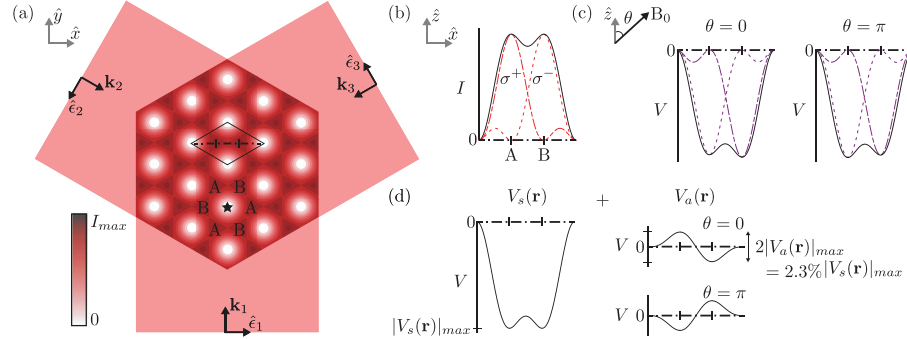 (a)
ŷ
x̂
k₂
ε̂₂
ε̂₃
k₃
A B
B ★ A
A B
I_max
0
k₁
ε̂₁
(b)
ẑ
x̂
I
σ⁺ σ⁻
0
A B
(c)
ẑ θ B₀
θ = 0
0
V
θ = π
0
V
(d)
V_s(r) + V_a(r)
0
V
|V_s(r)|_max
θ = 0
V 0
2|V_a(r)|_max
= 2.3%|V_s(r)|_max
θ = π
V 0